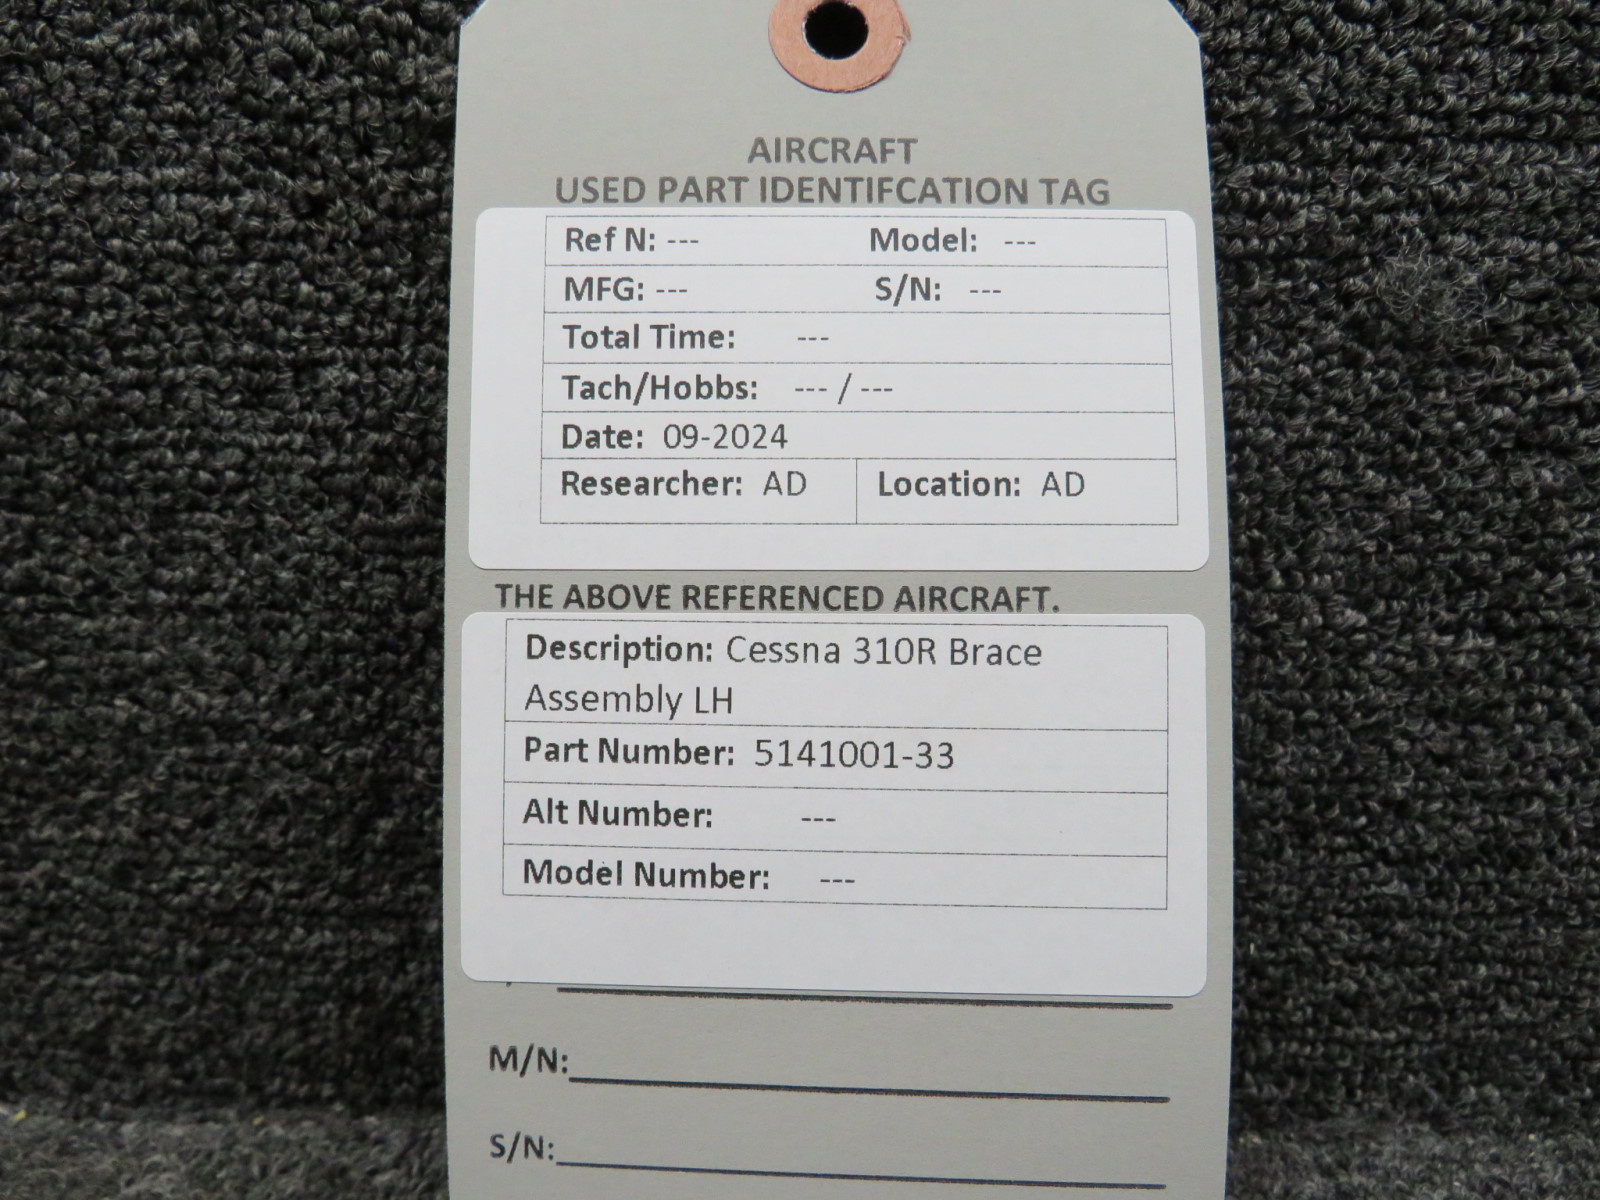 AIRCRAFT
USED PART IDENTIFCATION TAG
Ref N: --- Model: ---
MFG: --- S/N: ---
Total Time: ---
Tach/Hobbs: --- / ---
Date: 09-2024
Researcher: AD Location: AD
THE ABOVE REFERENCED AIRCRAFT.
Description: Cessna 310R Brace
Assembly LH
Part Number: 5141001-33
Alt Number: ---
Model Number: ---
M/N:
S/N: